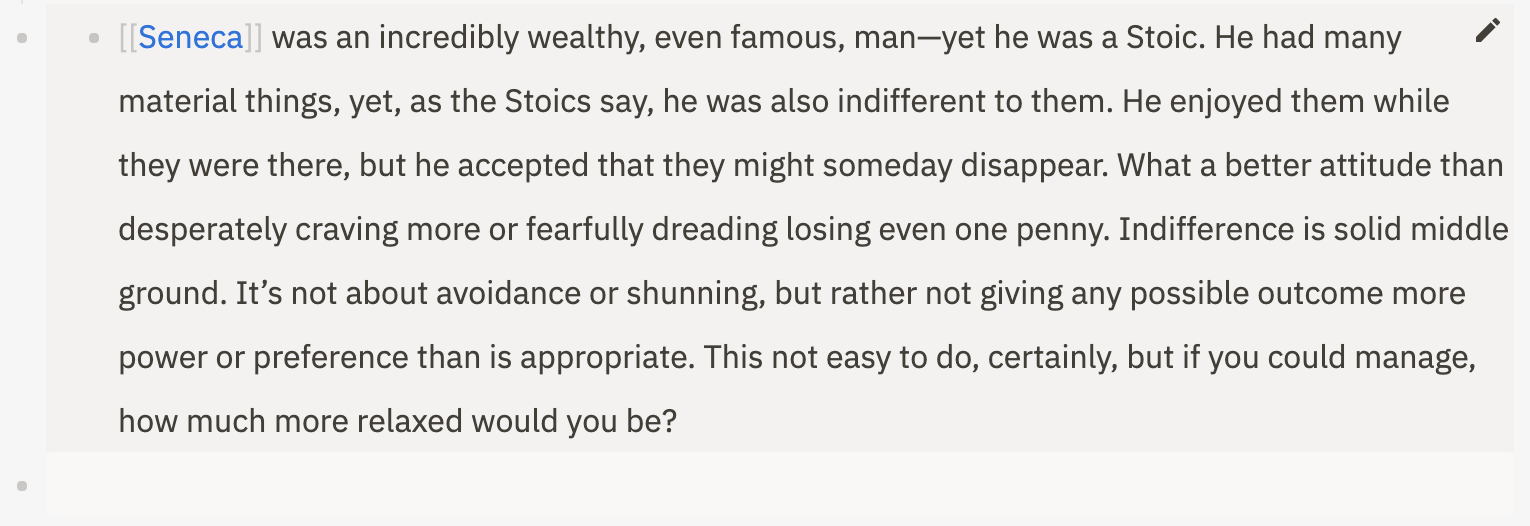 [[Seneca]] was an incredibly wealthy, even famous, man—yet he was a Stoic. He had many
material things, yet, as the Stoics say, he was also indifferent to them. He enjoyed them while
they were there, but he accepted that they might someday disappear. What a better attitude than
desperately craving more or fearfully dreading losing even one penny. Indifference is solid middle
ground. It’s not about avoidance or shunning, but rather not giving any possible outcome more
power or preference than is appropriate. This not easy to do, certainly, but if you could manage,
how much more relaxed would you be?